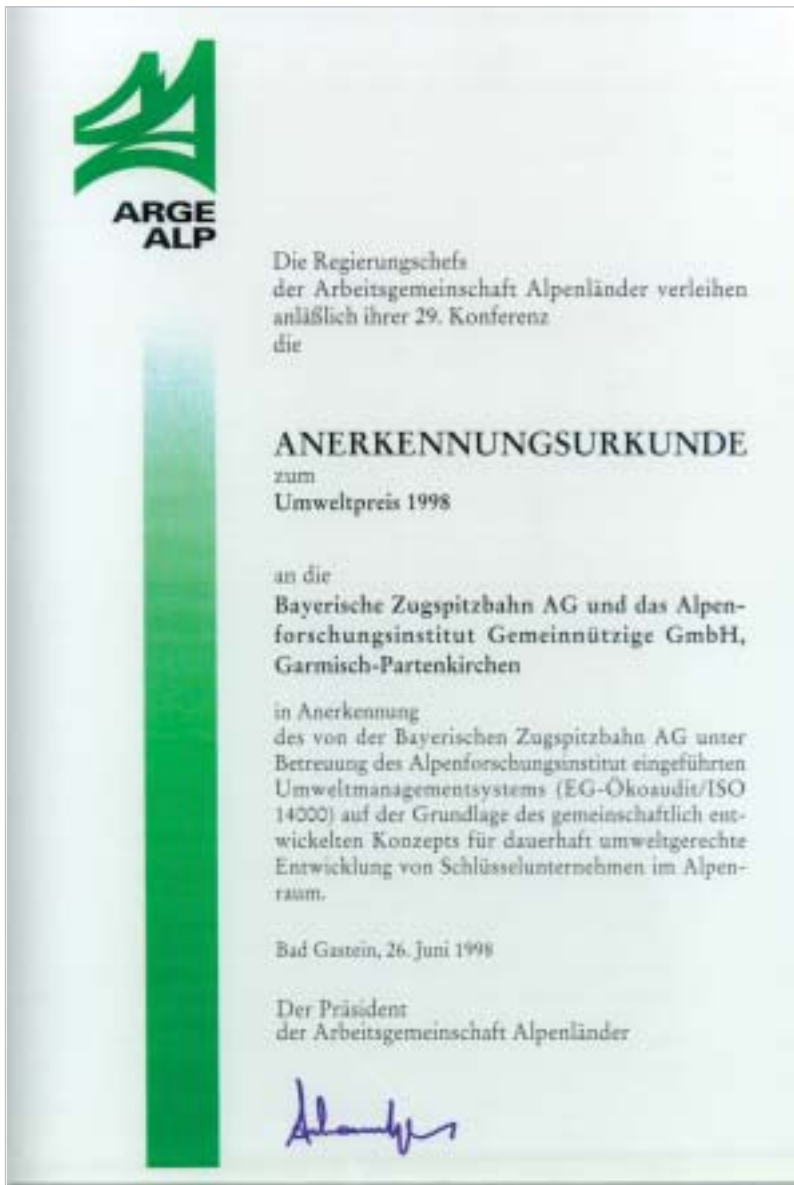 ARGE
ALP
Die Regierungschefs
der Arbeitsgemeinschaft Alpenländer verleihen
anläßlich ihrer 29. Konferenz
die
ANERKENNUNGSURKUNDE
zum
Umweltpreis 1998
an die
Bayerische Zugspitzbahn AG und das Alpen-
forschungsinstitut Gemeinnützige GmbH,
Garmisch-Partenkirchen
in Anerkennung
des von der Bayerischen Zugspitzbahn AG unter
Betreuung des Alpenforschungsinstitut eingeführten
Umweltmanagementsystems (EG-Ökoaudit/ISO
14000) auf der Grundlage des gemeinschaftlich ent-
wickelten Konzepts für dauerhaft umweltgerechte
Entwicklung von Schlüsselunternehmen im Alpen-
raum.
Bad Gastein, 26. Juni 1998
Der Präsident
der Arbeitsgemeinschaft Alpenländer